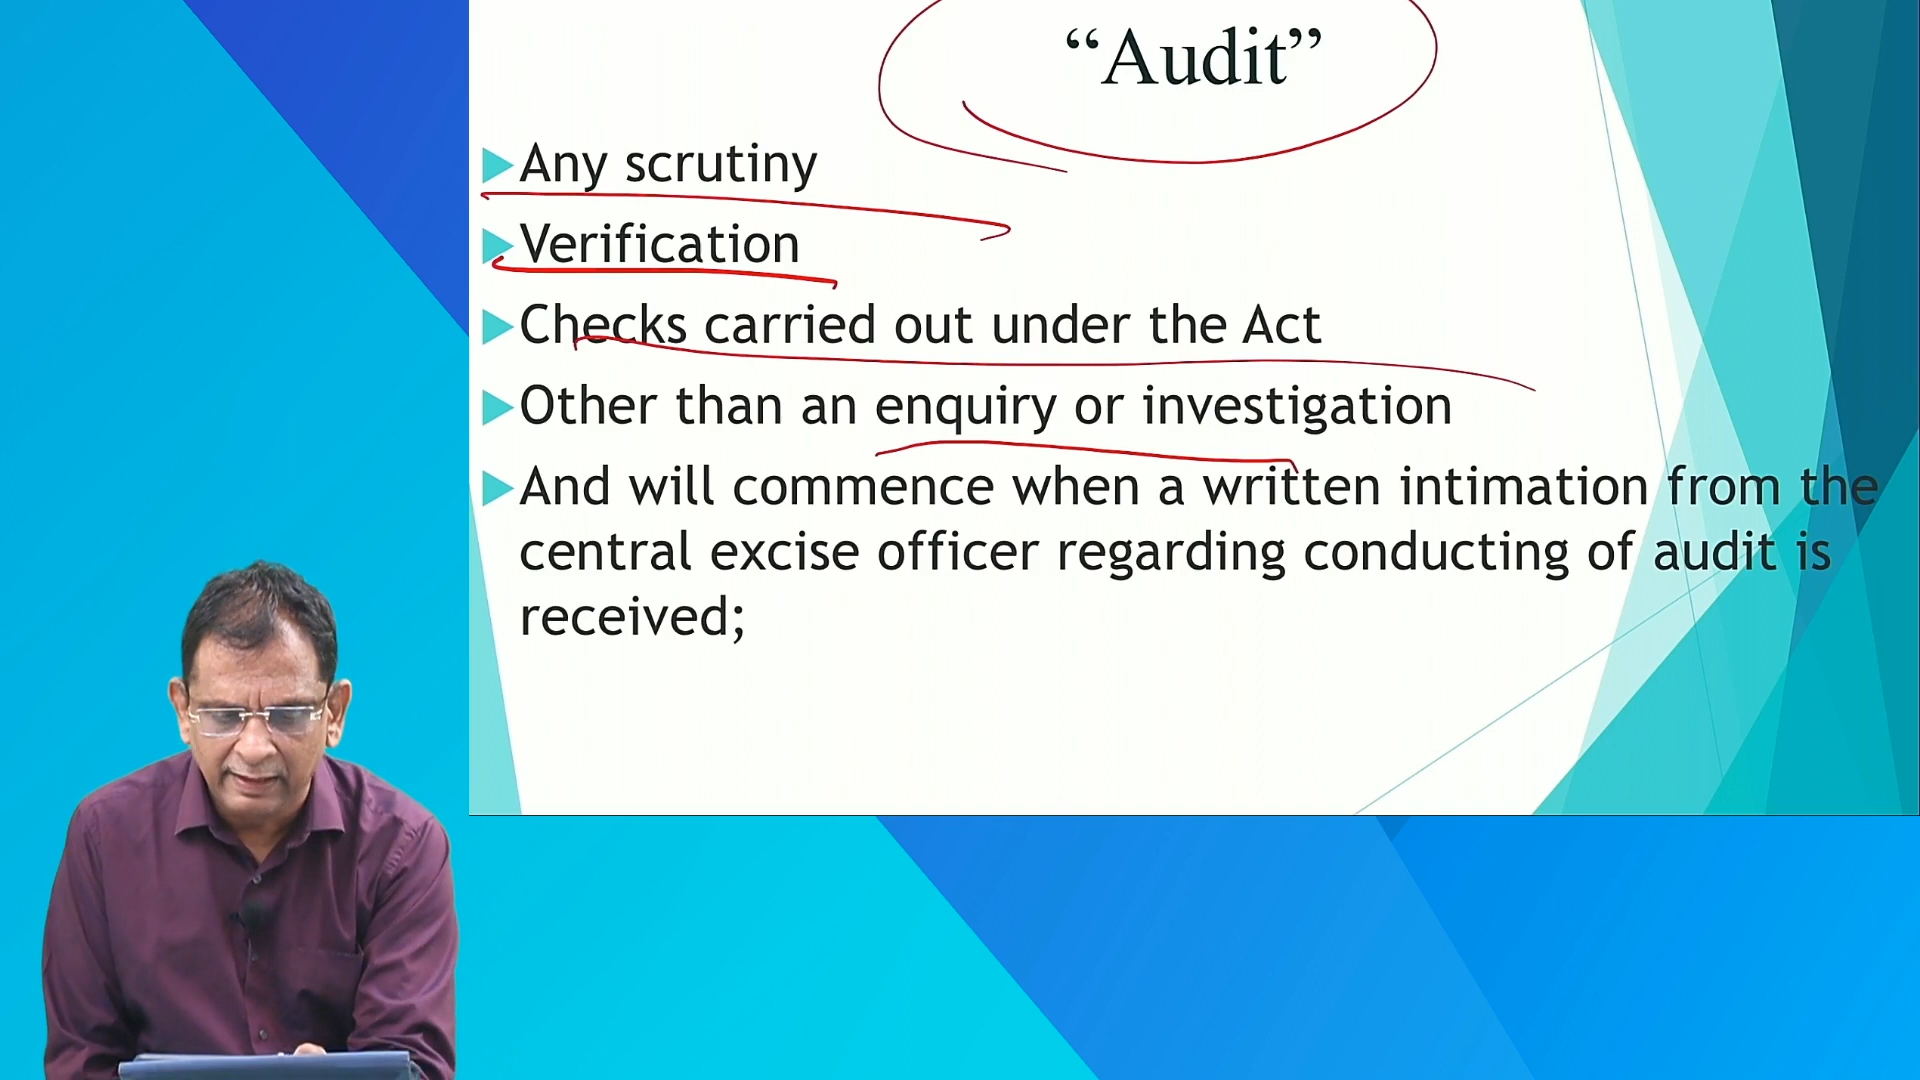 “Audit”
Any scrutiny
Verification
Checks carried out under the Act
Other than an enquiry or investigation
And will commence when a written intimation from the
central excise officer regarding conducting of audit is
received;